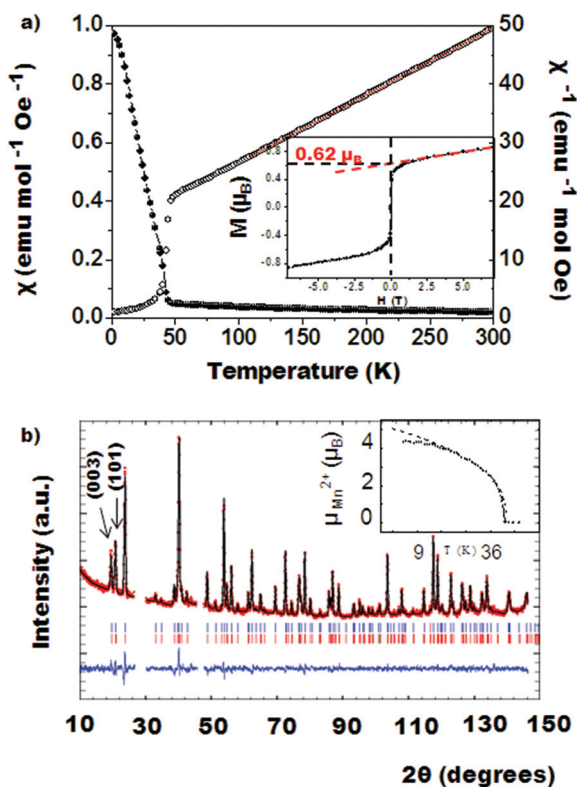 a)
χ (emu mol⁻¹ Oe⁻¹)
1.0
0.8
0.6
0.4
0.2
0.0
50
40
30
20
10
0
χ⁻¹ (emu⁻¹ mol Oe)
0 50 100 150 200 250 300
Temperature (K)
0.62 μB
M (μB)
0.8
0.4
0.0
-0.4
-0.8
-5.0 -2.5 0.0 2.5 5.0
H (T)
b)
Intensity (a.u.)
(003)
(101)
μMn²⁺ (μB)
4
2
0
9 T (K) 36
10 30 50 70 90 110 130 150
2θ (degrees)